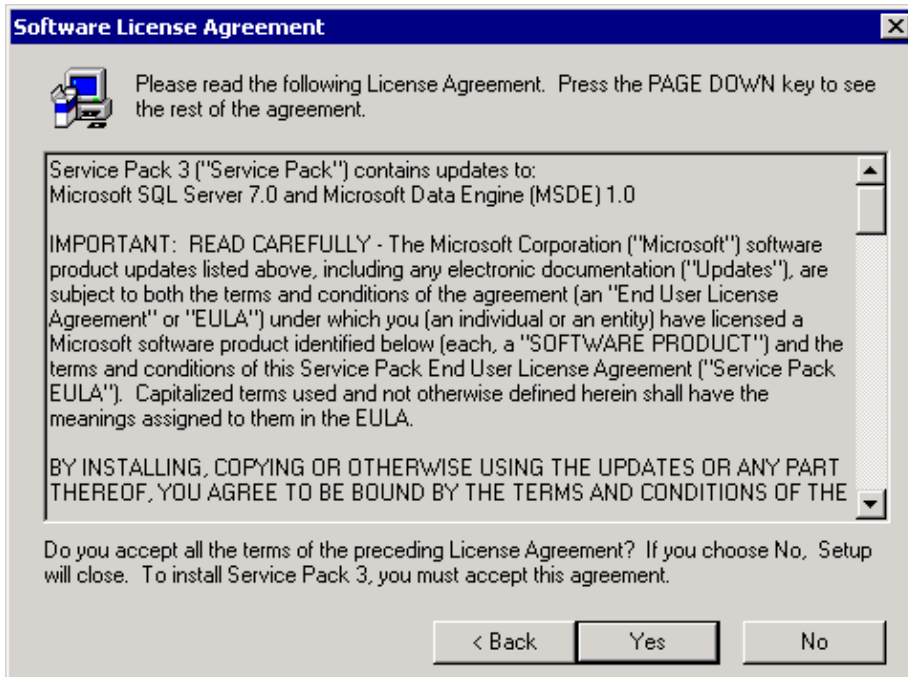 Software License Agreement
Please read the following License Agreement.  Press the PAGE DOWN key to see
the rest of the agreement.
Service Pack 3 ("Service Pack") contains updates to:
Microsoft SQL Server 7.0 and Microsoft Data Engine (MSDE) 1.0
IMPORTANT:  READ CAREFULLY - The Microsoft Corporation ("Microsoft") software
product updates listed above, including any electronic documentation ("Updates"), are
subject to both the terms and conditions of the agreement (an "End User License
Agreement" or "EULA") under which you (an individual or an entity) have licensed a
Microsoft software product identified below (each, a "SOFTWARE PRODUCT") and the
terms and conditions of this Service Pack End User License Agreement ("Service Pack
EULA").  Capitalized terms used and not otherwise defined herein shall have the
meanings assigned to them in the EULA.
BY INSTALLING, COPYING OR OTHERWISE USING THE UPDATES OR ANY PART
THEREOF, YOU AGREE TO BE BOUND BY THE TERMS AND CONDITIONS OF THE
Do you accept all the terms of the preceding License Agreement?  If you choose No,  Setup
will close.  To install Service Pack 3, you must accept this agreement.
< Back
Yes
No